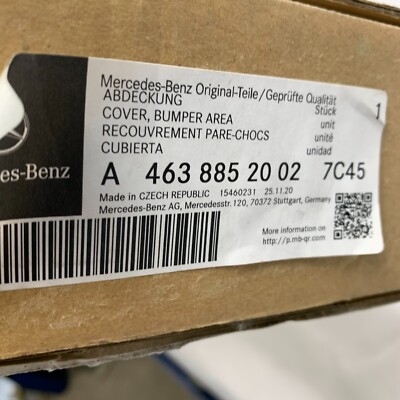 Mercedes-Benz Original-Teile/Geprüfte Qualität
ABDECKUNG Stück 1
COVER, BUMPER AREA unit
RECOUVREMENT PARE-CHOCS unité
CUBIERTA unidad
es-Benz
A 463 885 20 02 7C45
Made in CZECH REPUBLIC 15460231 25.11.20
Mercedes-Benz AG, Mercedesstr.120, 70372 Stuttgart, Germany
More information on
http://p.mb-qr.com